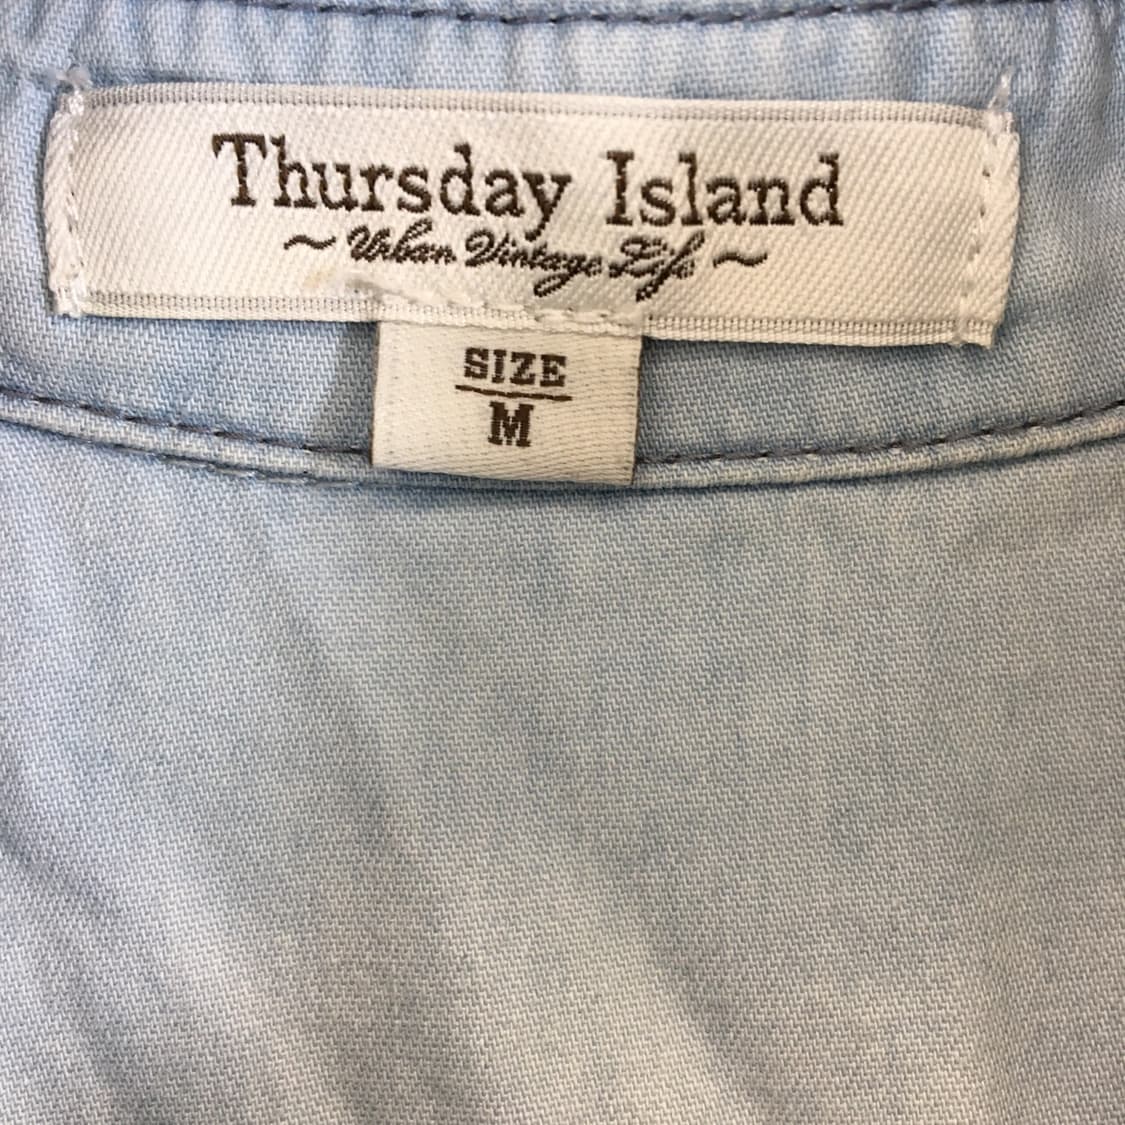 Thursday Island
~ Urban Vintage Life ~
SIZE
M